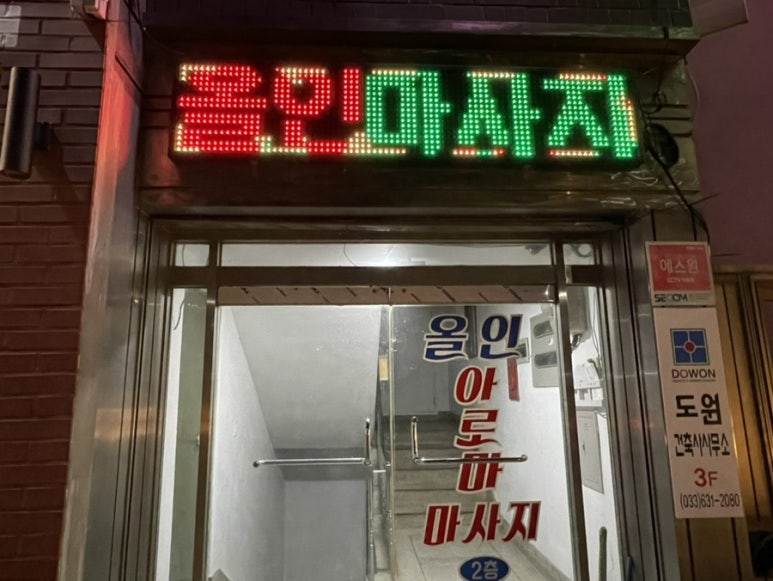 올인마사지
올인
아로마
마사지
2층
에스원
SECOM
DOWON
도원
건축사사무소
3F
(033)631-2080